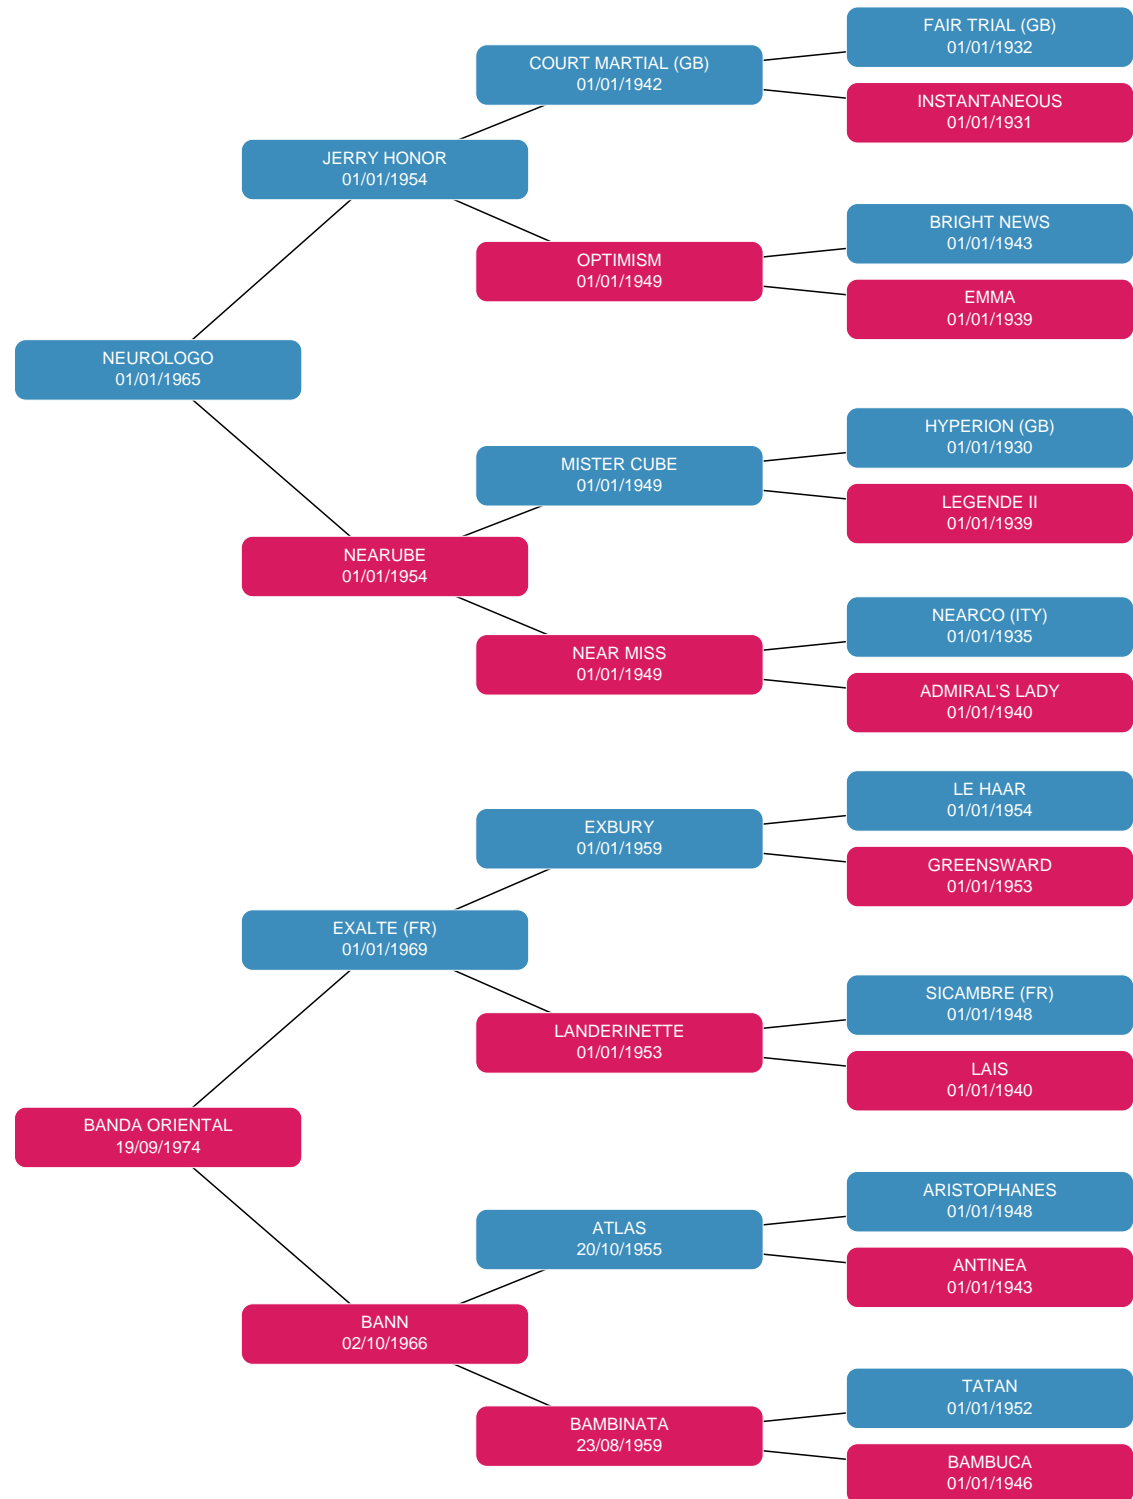 FAIR TRIAL (GB)
01/01/1932
COURT MARTIAL (GB)
01/01/1942
INSTANTANEOUS
01/01/1931
JERRY HONOR
01/01/1954
BRIGHT NEWS
01/01/1943
OPTIMISM
01/01/1949
EMMA
01/01/1939
NEUROLOGO
01/01/1965
HYPERION (GB)
01/01/1930
MISTER CUBE
01/01/1949
LEGENDE II
01/01/1939
NEARUBE
01/01/1954
NEARCO (ITY)
01/01/1935
NEAR MISS
01/01/1949
ADMIRAL'S LADY
01/01/1940
LE HAAR
01/01/1954
EXBURY
01/01/1959
GREENSWARD
01/01/1953
EXALTE (FR)
01/01/1969
SICAMBRE (FR)
01/01/1948
LANDERINETTE
01/01/1953
LAIS
01/01/1940
BANDA ORIENTAL
19/09/1974
ARISTOPHANES
01/01/1948
ATLAS
20/10/1955
ANTINEA
01/01/1943
BANN
02/10/1966
TATAN
01/01/1952
BAMBINATA
23/08/1959
BAMBUCA
01/01/1946